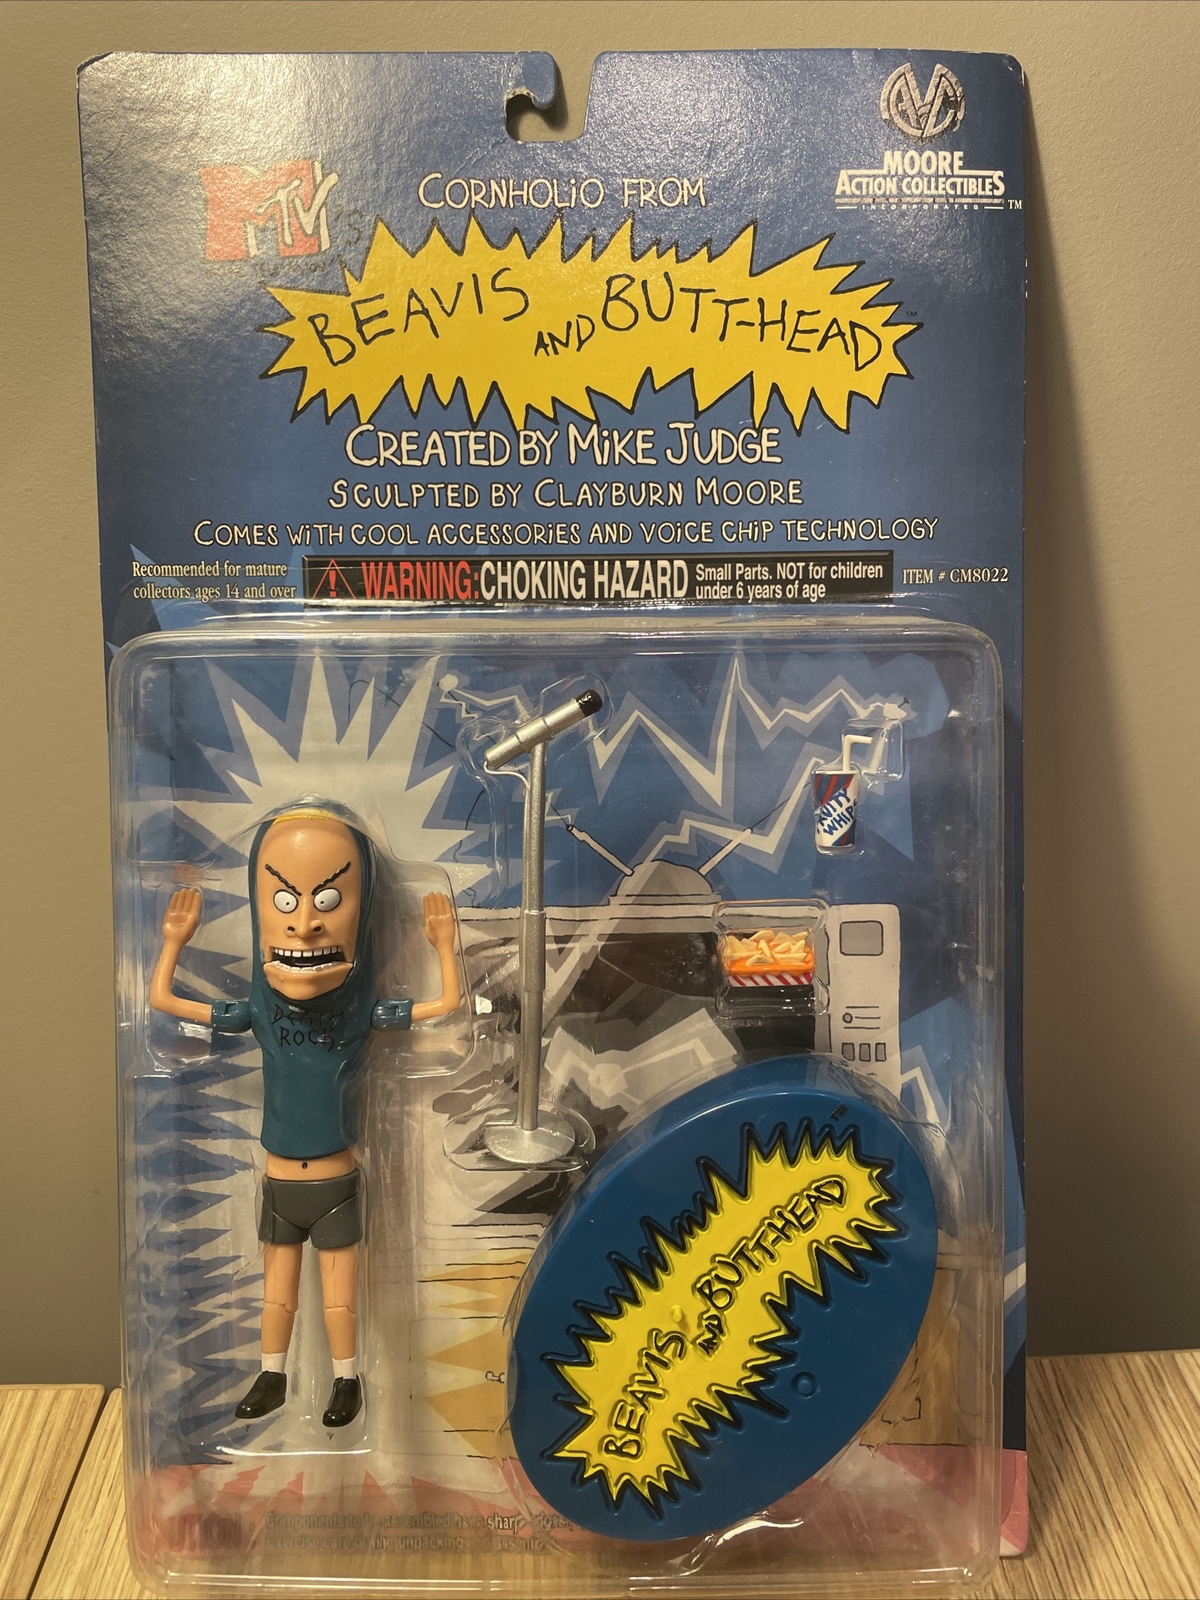 MOORE
ACTION COLLECTIBLES
INCORPORATED TM
MTV'S
CORNHOLIO FROM
BEAVIS AND BUTT-HEAD TM
CREATED BY MIKE JUDGE
SCULPTED BY CLAYBURN MOORE
COMES WITH COOL ACCESSORIES AND VOICE CHIP TECHNOLOGY
Recommended for mature
collectors ages 14 and over
WARNING: CHOKING HAZARD
Small Parts. NOT for children
under 6 years of age
ITEM # CM8022
WHIP
DEATH
ROCK
BEAVIS AND BUTT-HEAD TM